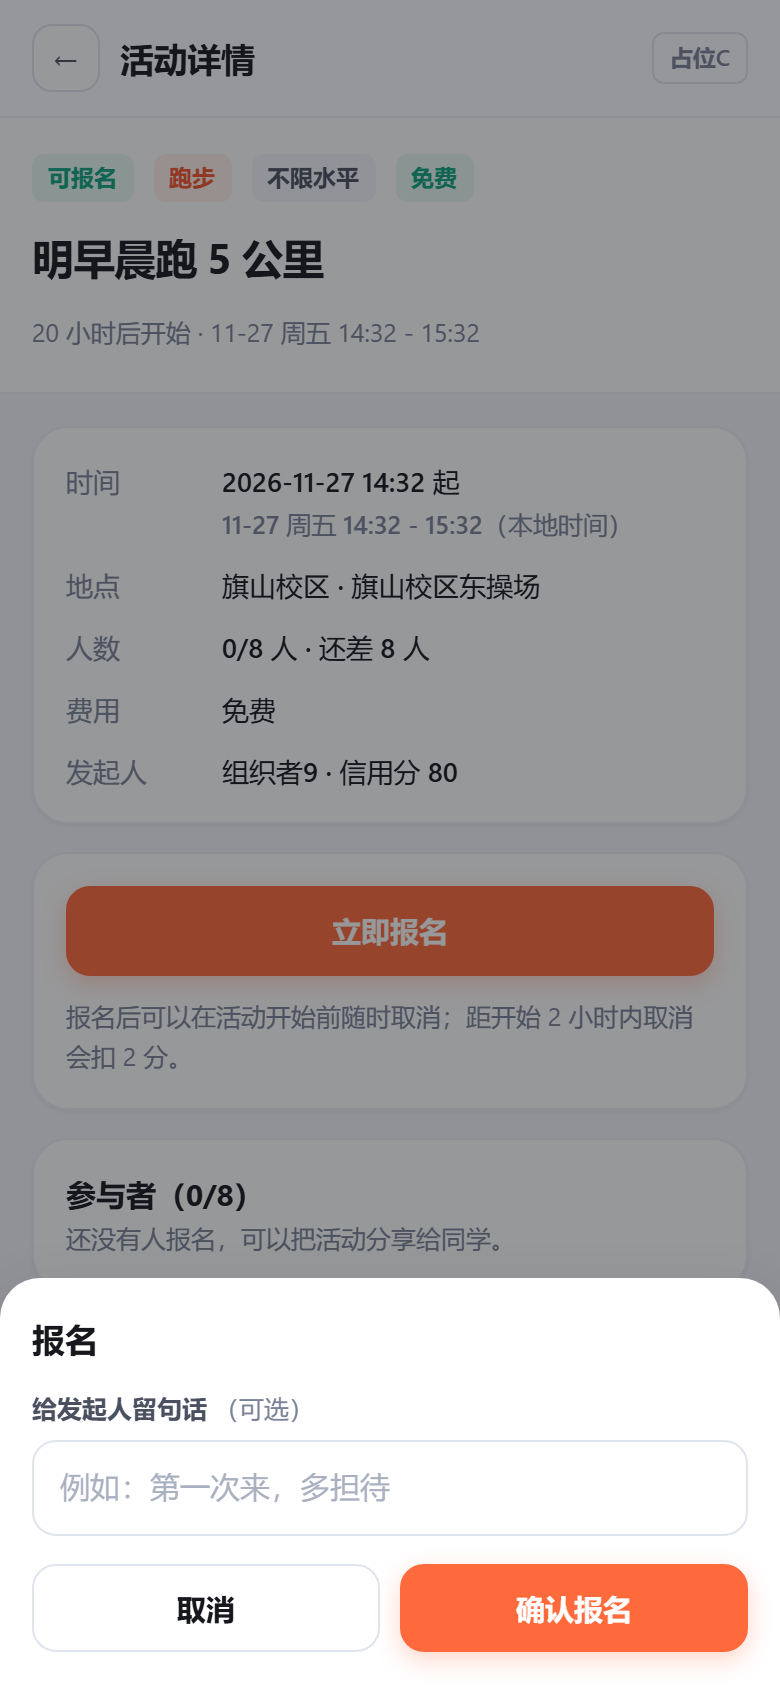 ← 活动详情 占位C
可报名 跑步 不限水平 免费
明早晨跑 5 公里
20 小时后开始 · 11-27 周五 14:32 - 15:32
时间 2026-11-27 14:32 起
11-27 周五 14:32 - 15:32（本地时间）
地点 旗山校区 · 旗山校区东操场
人数 0/8 人 · 还差 8 人
费用 免费
发起人 组织者9 · 信用分 80
立即报名
报名后可以在活动开始前随时取消；距开始 2 小时内取消
会扣 2 分。
参与者（0/8）
还没有人报名，可以把活动分享给同学。
报名
给发起人留句话 （可选）
例如：第一次来，多担待
取消 确认报名